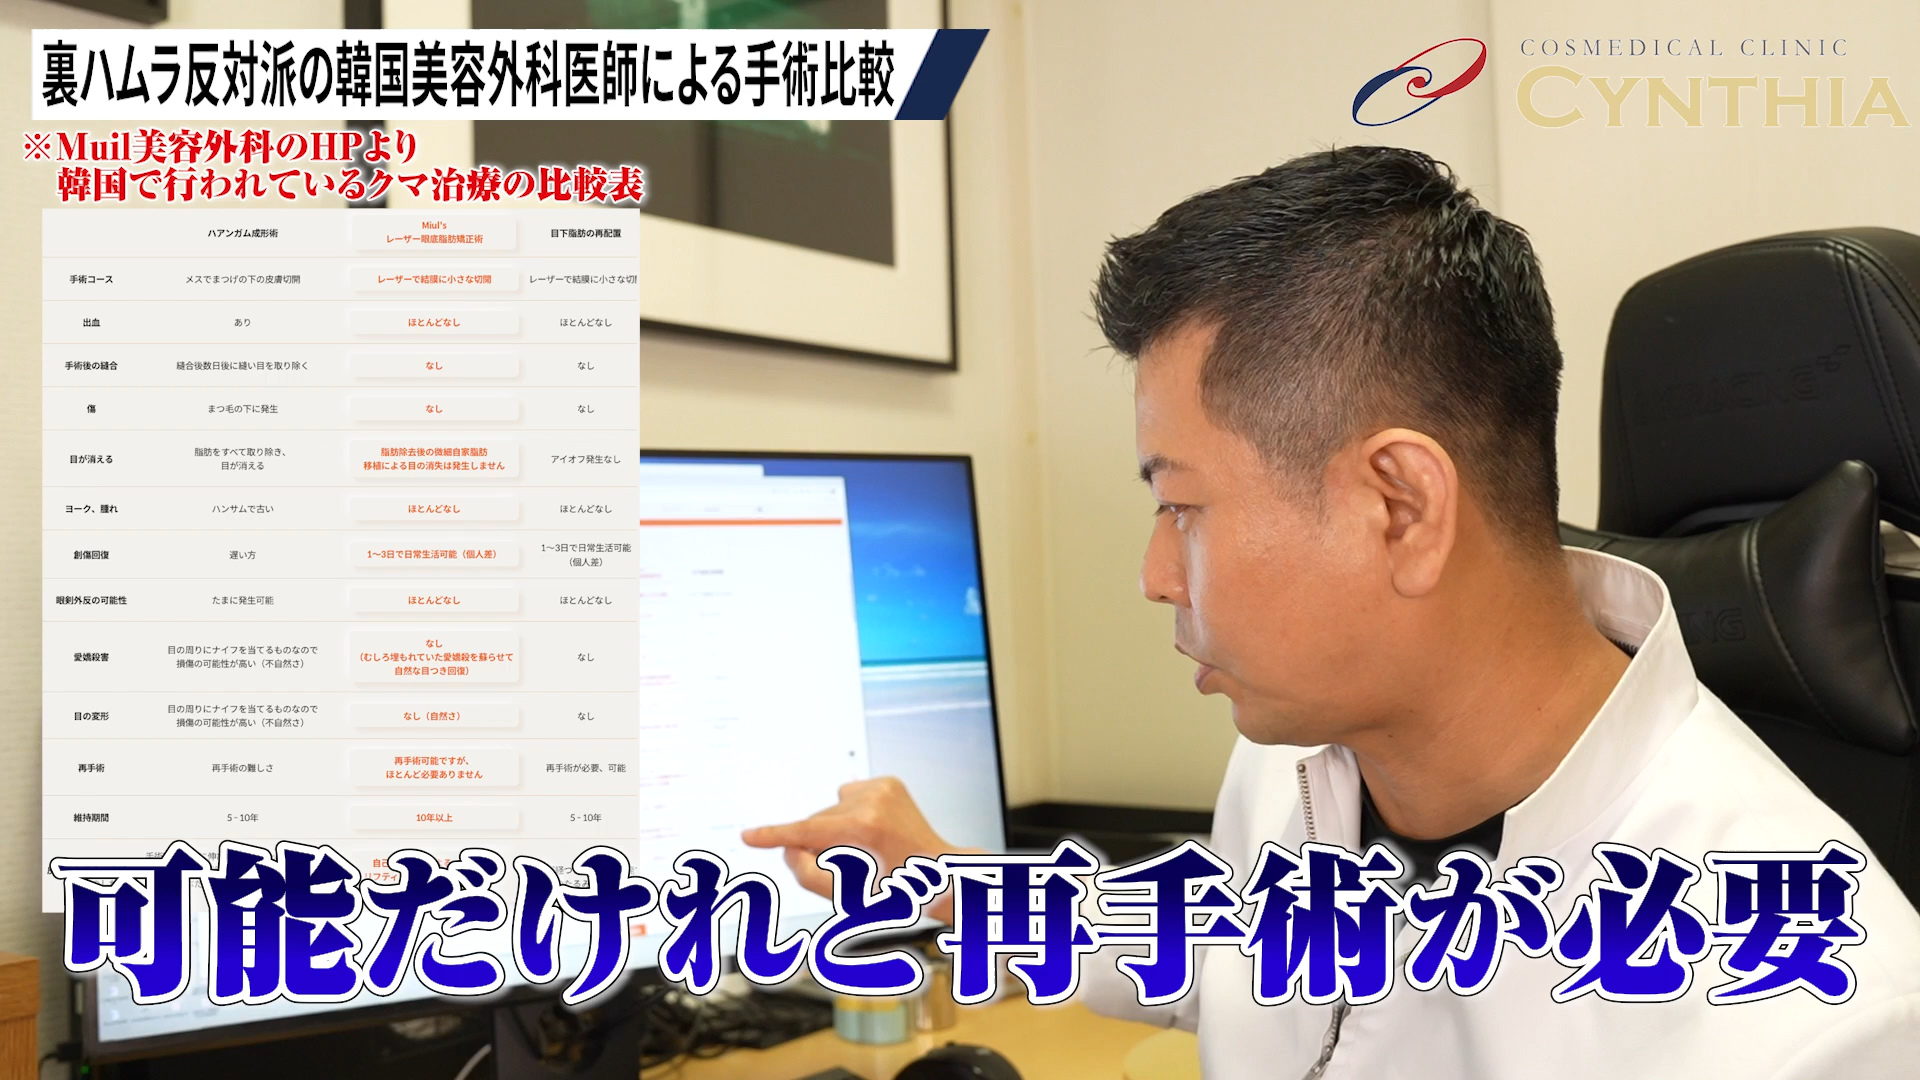 裏ハムラ反対派の韓国美容外科医師による手術比較
COSMEDICAL CLINIC
CYNTHIA
※Muil美容外科のHPより
韓国で行われているクマ治療の比較表
ハアンガム成形術
Miul's
レーザー眼底脂肪矯正術
目下脂肪の再配置
手術コース
メスでまつげの下の皮膚切開
レーザーで結膜に小さな切開
レーザーで結膜に小さな切
出血
あり
ほとんどなし
ほとんどなし
手術後の縫合
縫合後数日後に縫い目を取り除く
なし
なし
傷
まつ毛の下に発生
なし
なし
目が消える
脂肪をすべて取り除き、
目が消える
脂肪除去後の微細自家脂肪
移植による目の消失は発生しません
アイオフ発生なし
ヨーク、腫れ
ハンサムで古い
ほとんどなし
ほとんどなし
創傷回復
遅い方
1〜3日で日常生活可能（個人差）
1〜3日で日常生活可能
（個人差）
眼剣外反の可能性
たまに発生可能
ほとんどなし
ほとんどなし
愛嬌殺害
目の周りにナイフを当てるものなので
損傷の可能性が高い（不自然さ）
なし
（むしろ埋もれていた愛嬌殺を蘇らせて
自然な目つき回復）
なし
目の変形
目の周りにナイフを当てるものなので
損傷の可能性が高い（不自然さ）
なし（自然さ）
なし
再手術
再手術の難しさ
再手術可能ですが、
ほとんど必要ありません
再手術が必要、可能
維持期間
5 - 10年
10年以上
5 - 10年
可能だけれど再手術が必要